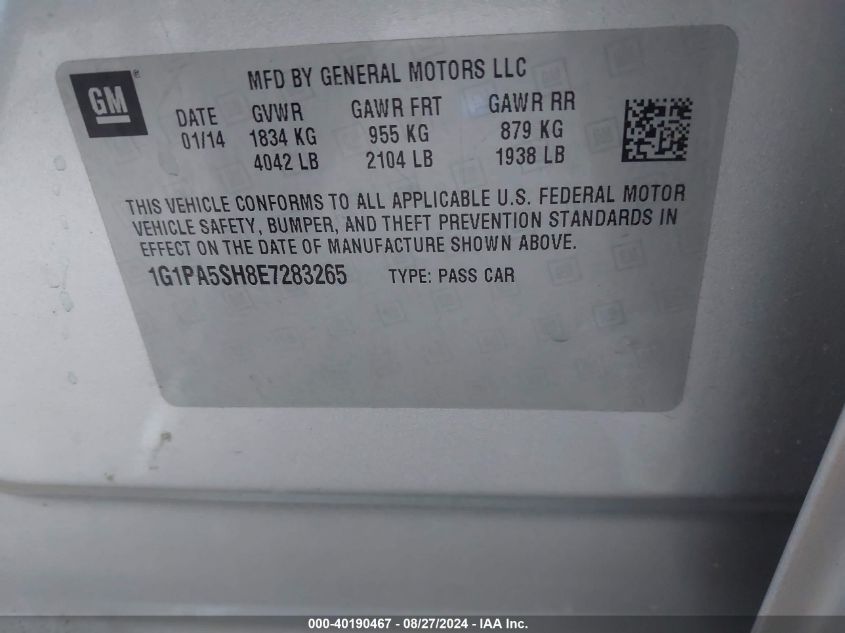 GM®
MFD BY GENERAL MOTORS LLC
DATE GVWR GAWR FRT GAWR RR
01/14 1834 KG 955 KG 879 KG
4042 LB 2104 LB 1938 LB
THIS VEHICLE CONFORMS TO ALL APPLICABLE U.S. FEDERAL MOTOR
VEHICLE SAFETY, BUMPER, AND THEFT PREVENTION STANDARDS IN
EFFECT ON THE DATE OF MANUFACTURE SHOWN ABOVE.
1G1PA5SH8E7283265 TYPE: PASS CAR
000-40190467 - 08/27/2024 - IAA Inc.